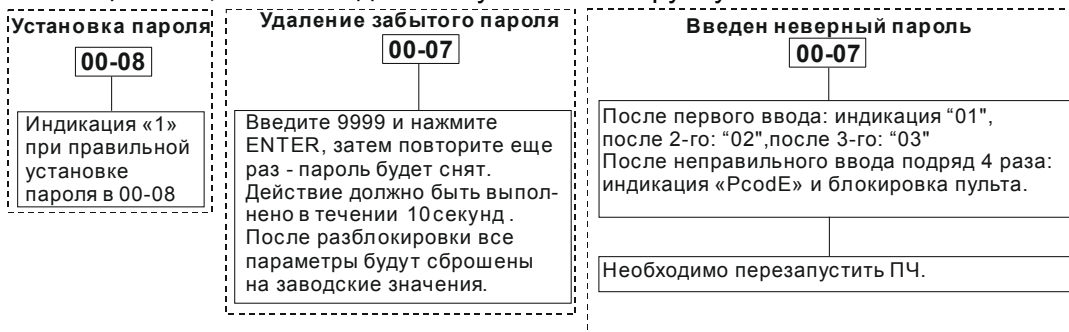 Установка пароля
00-08
Индикация «1»
при правильной
установке
пароля в 00-08
Удаление забытого пароля
00-07
Введите 9999 и нажмите
ENTER, затем повторите еще
раз - пароль будет снят.
Действие должно быть выпол-
нено в течении 10секунд .
После разблокировки все
параметры будут сброшены
на заводские значения.
Введен неверный пароль
00-07
После первого ввода: индикация “01",
после 2-го: “02",после 3-го: “03”
После неправильного ввода подряд 4 раза:
индикация «PcodE» и блокировка пульта.
Необходимо перезапустить ПЧ.